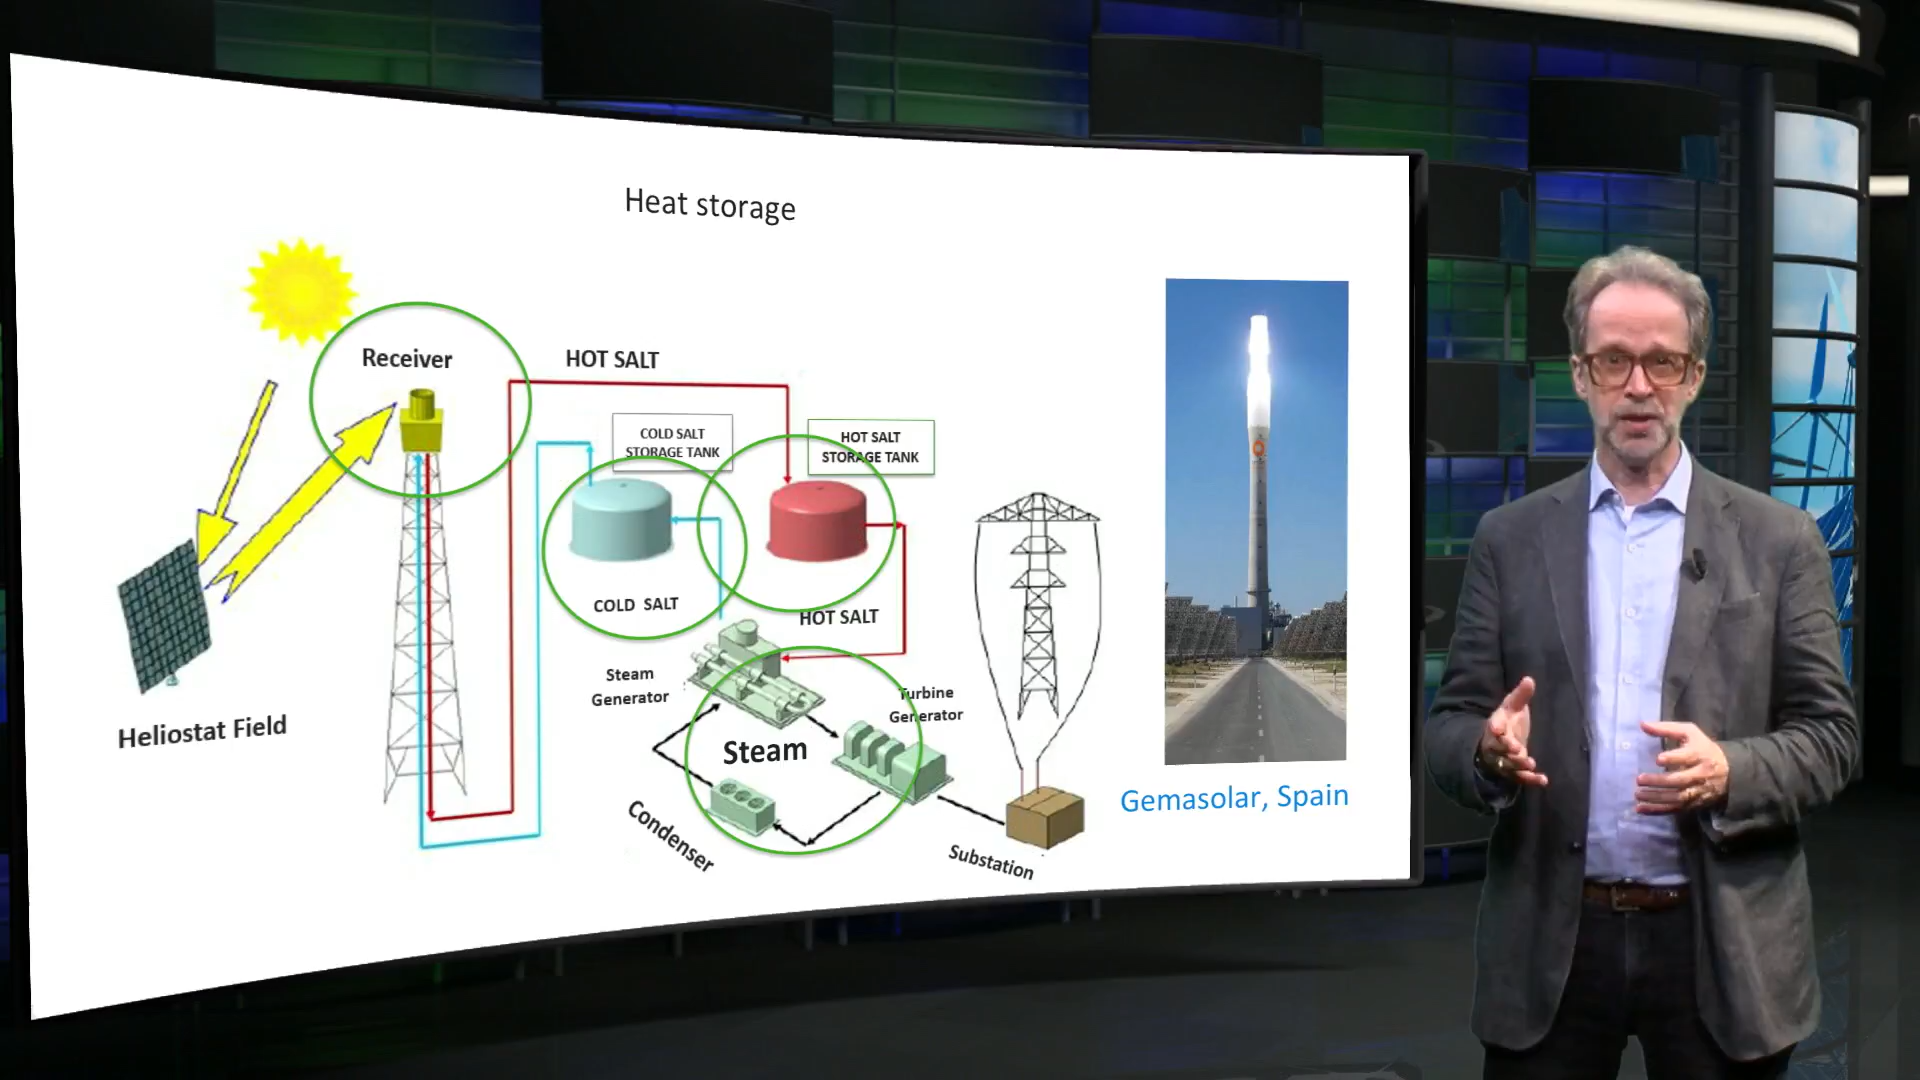 Heat storage
Receiver
HOT SALT
COLD SALT
STORAGE TANK
HOT SALT
STORAGE TANK
COLD SALT
HOT SALT
Steam
Generator
Turbine
Generator
Heliostat Field
Steam
Condenser
Substation
Gemasolar, Spain